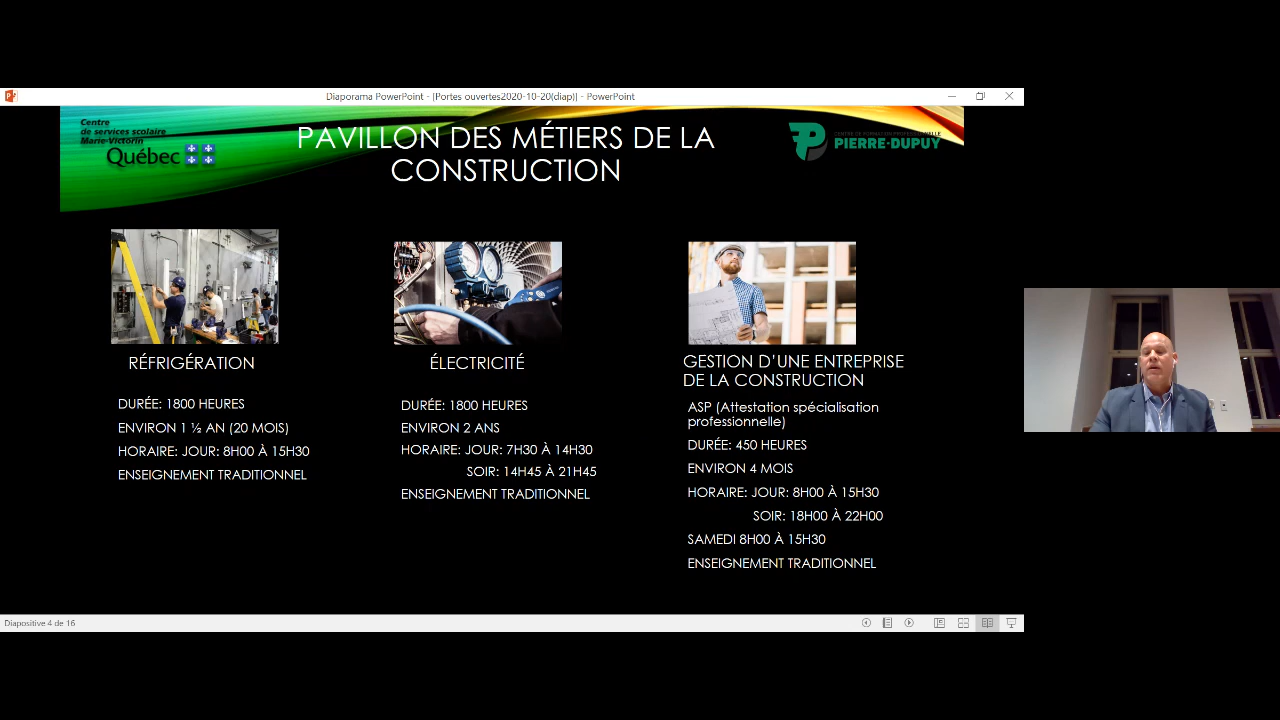 Diaporama PowerPoint - [Portes ouvertes2020-10-20(diap)] - PowerPoint
Centre
de services scolaire
Marie-Victorin
Québec
PAVILLON DES MÉTIERS DE LA
CONSTRUCTION
CENTRE DE FORMATION PROFESSIONNELLE
PIERRE-DUPUY
RÉFRIGÉRATION
DURÉE: 1800 HEURES
ENVIRON 1 ½ AN (20 MOIS)
HORAIRE: JOUR: 8H00 À 15H30
ENSEIGNEMENT TRADITIONNEL
ÉLECTRICITÉ
DURÉE: 1800 HEURES
ENVIRON 2 ANS
HORAIRE: JOUR: 7H30 À 14H30
SOIR: 14H45 À 21H45
ENSEIGNEMENT TRADITIONNEL
GESTION D’UNE ENTREPRISE
DE LA CONSTRUCTION
ASP (Attestation spécialisation
professionnelle)
DURÉE: 450 HEURES
ENVIRON 4 MOIS
HORAIRE: JOUR: 8H00 À 15H30
SOIR: 18H00 À 22H00
SAMEDI 8H00 À 15H30
ENSEIGNEMENT TRADITIONNEL
Diapositive 4 de 16